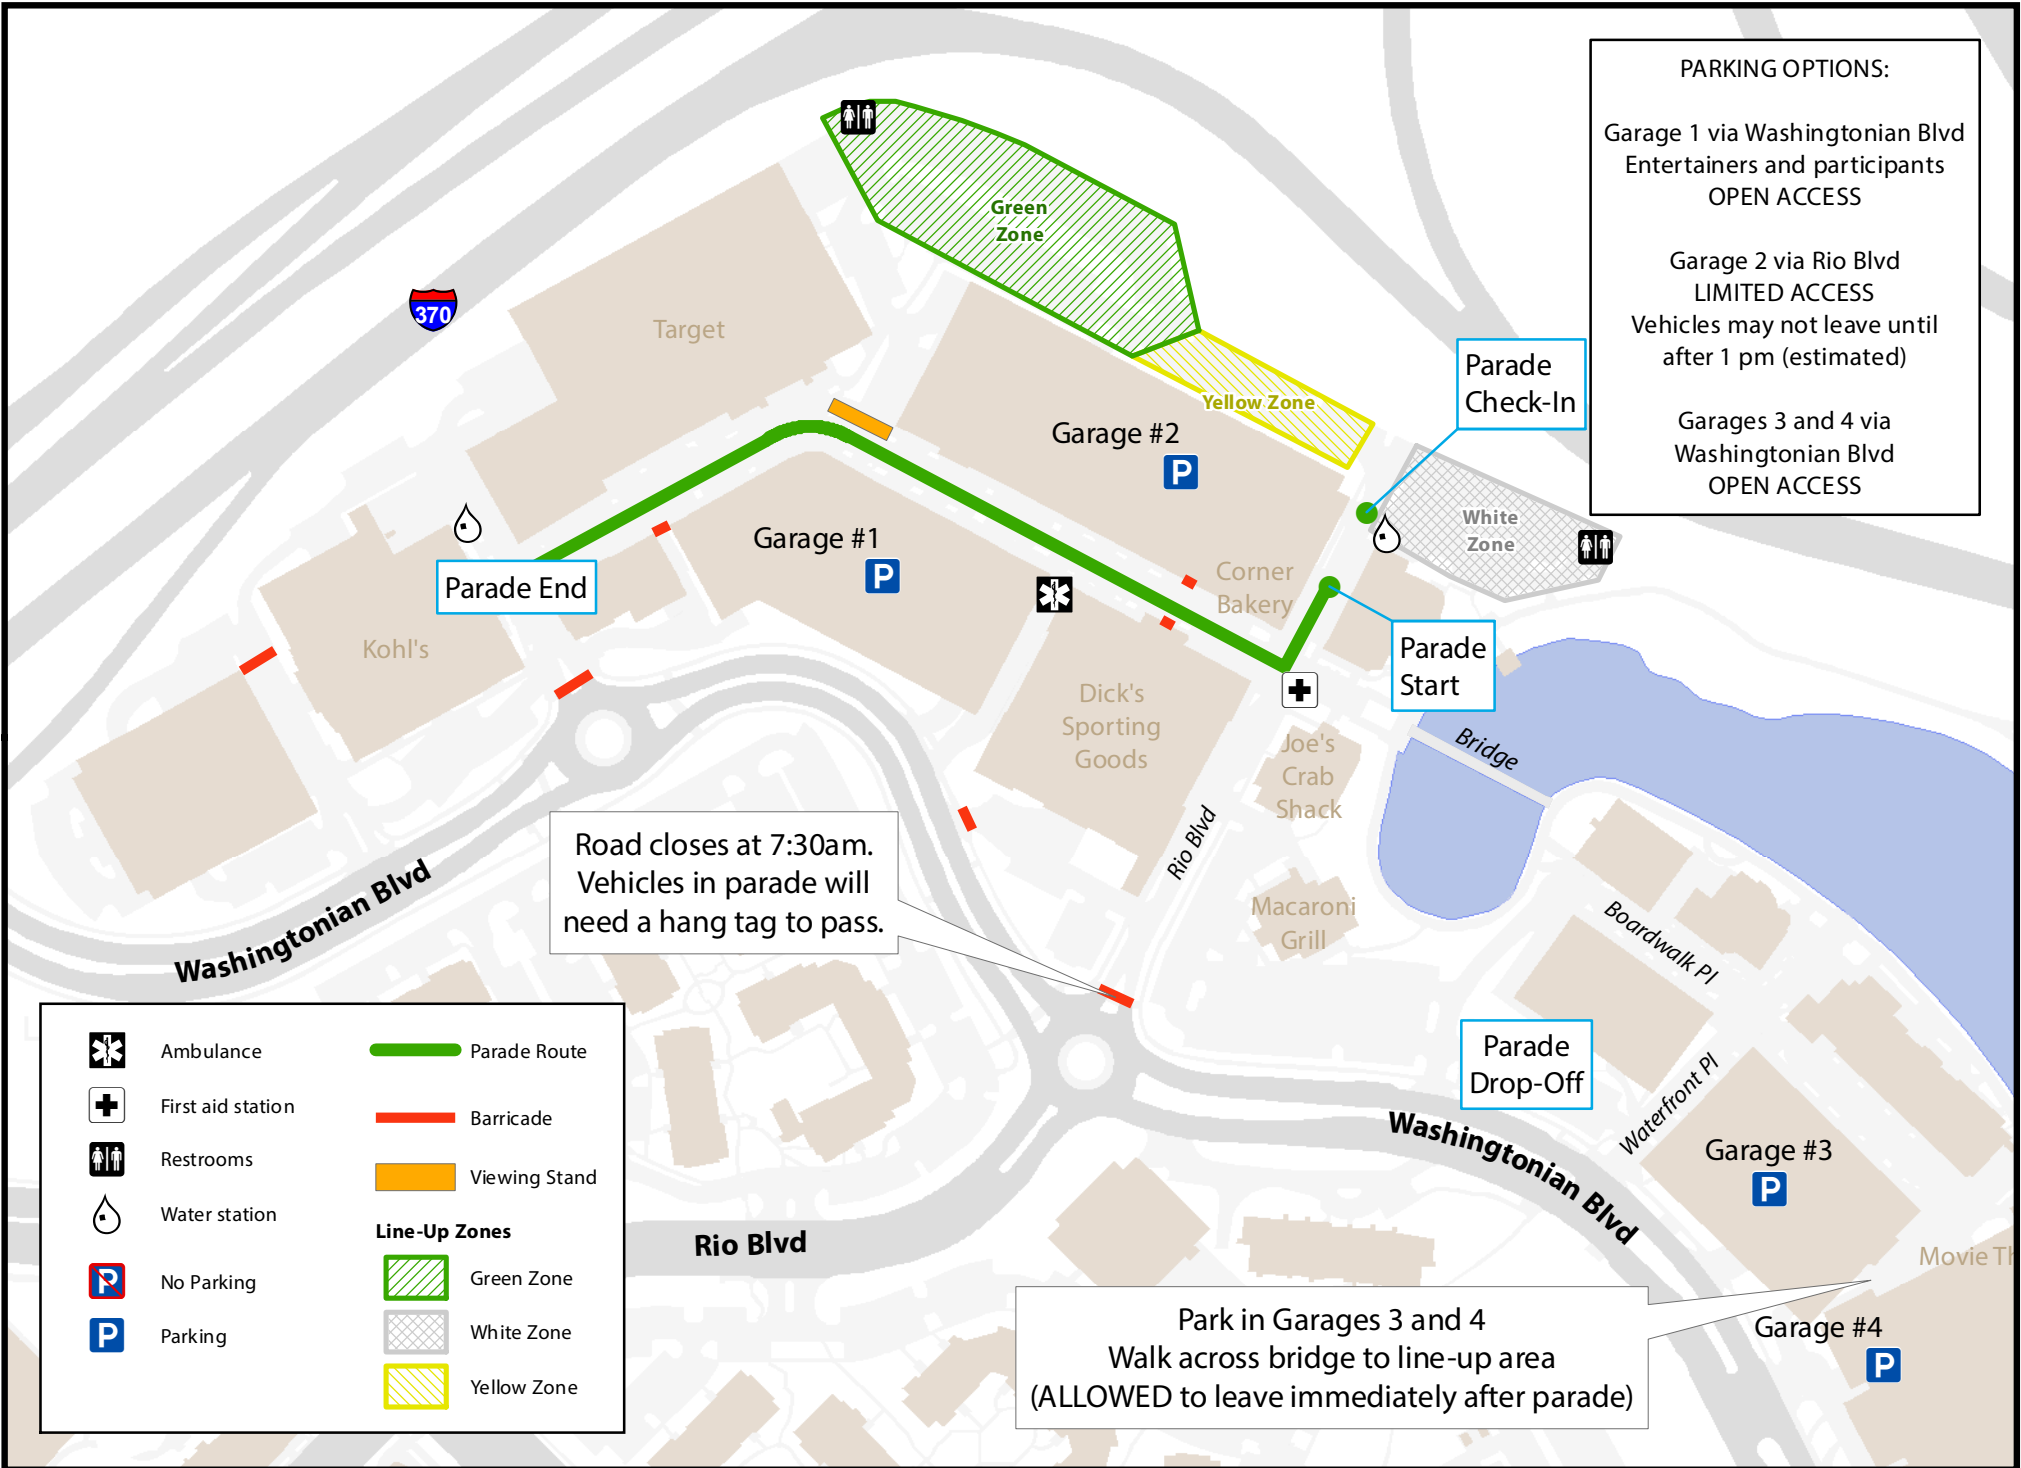 PARKING OPTIONS:
Garage 1 via Washingtonian Blvd
Entertainers and participants
OPEN ACCESS
Garage 2 via Rio Blvd
LIMITED ACCESS
Vehicles may not leave until
after 1 pm (estimated)
Garages 3 and 4 via
Washingtonian Blvd
OPEN ACCESS
Green
Zone
370
Target
Yellow Zone
Parade
Check-In
Garage #2
P
White
Zone
Garage #1
P
Corner
Bakery
Parade End
Kohl's
Parade
Start
Dick's
Sporting
Goods
Joe's
Crab
Shack
Bridge
Rio Blvd
Road closes at 7:30am.
Vehicles in parade will
need a hang tag to pass.
Macaroni
Grill
Boardwalk Pl
Washingtonian Blvd
Parade
Drop-Off
Waterfront Pl
Washingtonian Blvd
Garage #3
P
Rio Blvd
Movie Th
Park in Garages 3 and 4
Walk across bridge to line-up area
(ALLOWED to leave immediately after parade)
Garage #4
P
Ambulance
First aid station
Restrooms
Water station
P
No Parking
P
Parking
Parade Route
Barricade
Viewing Stand
Line-Up Zones
Green Zone
White Zone
Yellow Zone